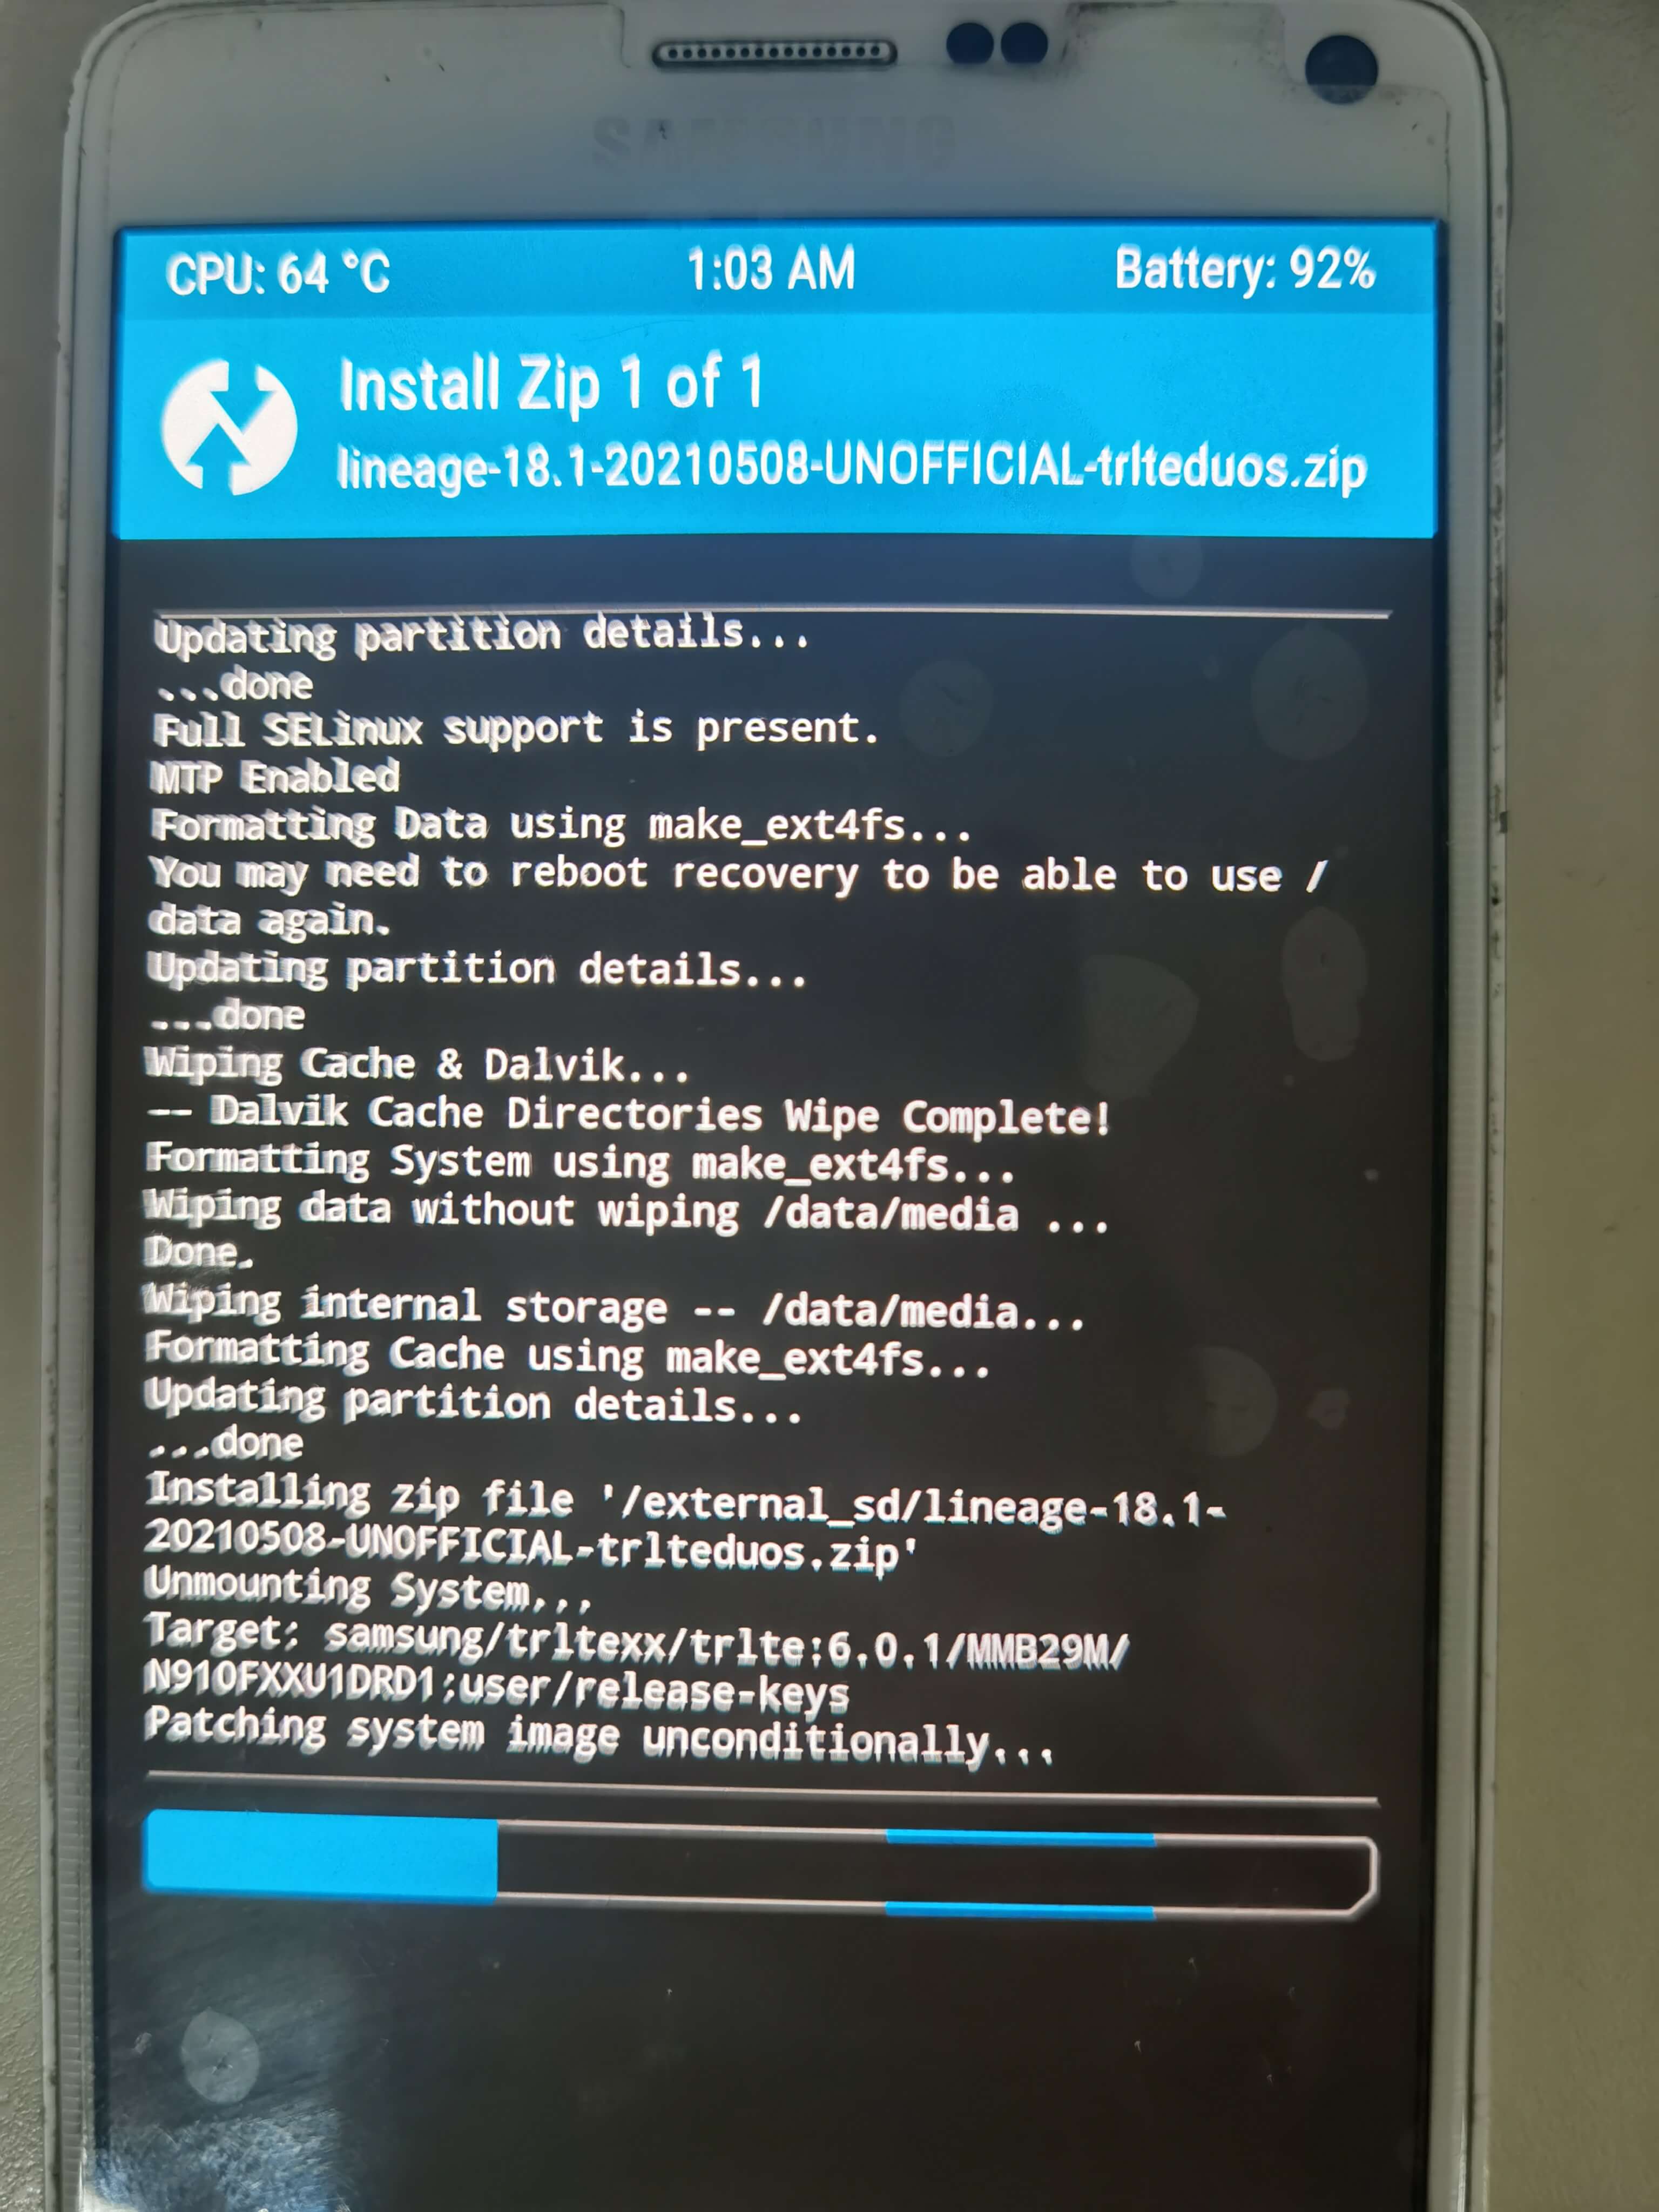 SAMSUNG
CPU: 64 °C 1:03 AM Battery: 92%
Install Zip 1 of 1
lineage-18.1-20210508-UNOFFICIAL-trlteduos.zip
Updating partition details...
...done
Full SELinux support is present.
MTP Enabled
Formatting Data using make_ext4fs...
You may need to reboot recovery to be able to use /
data again.
Updating partition details...
...done
Wiping Cache & Dalvik...
-- Dalvik Cache Directories Wipe Complete!
Formatting System using make_ext4fs...
Wiping data without wiping /data/media ...
Done.
Wiping internal storage -- /data/media...
Formatting Cache using make_ext4fs...
Updating partition details...
...done
Installing zip file '/external_sd/lineage-18.1-
20210508-UNOFFICIAL-trlteduos.zip'
Unmounting System...
Target: samsung/trltexx/trlte:6.0.1/MMB29M/
N910FXXU1DRD1:user/release-keys
Patching system image unconditionally...